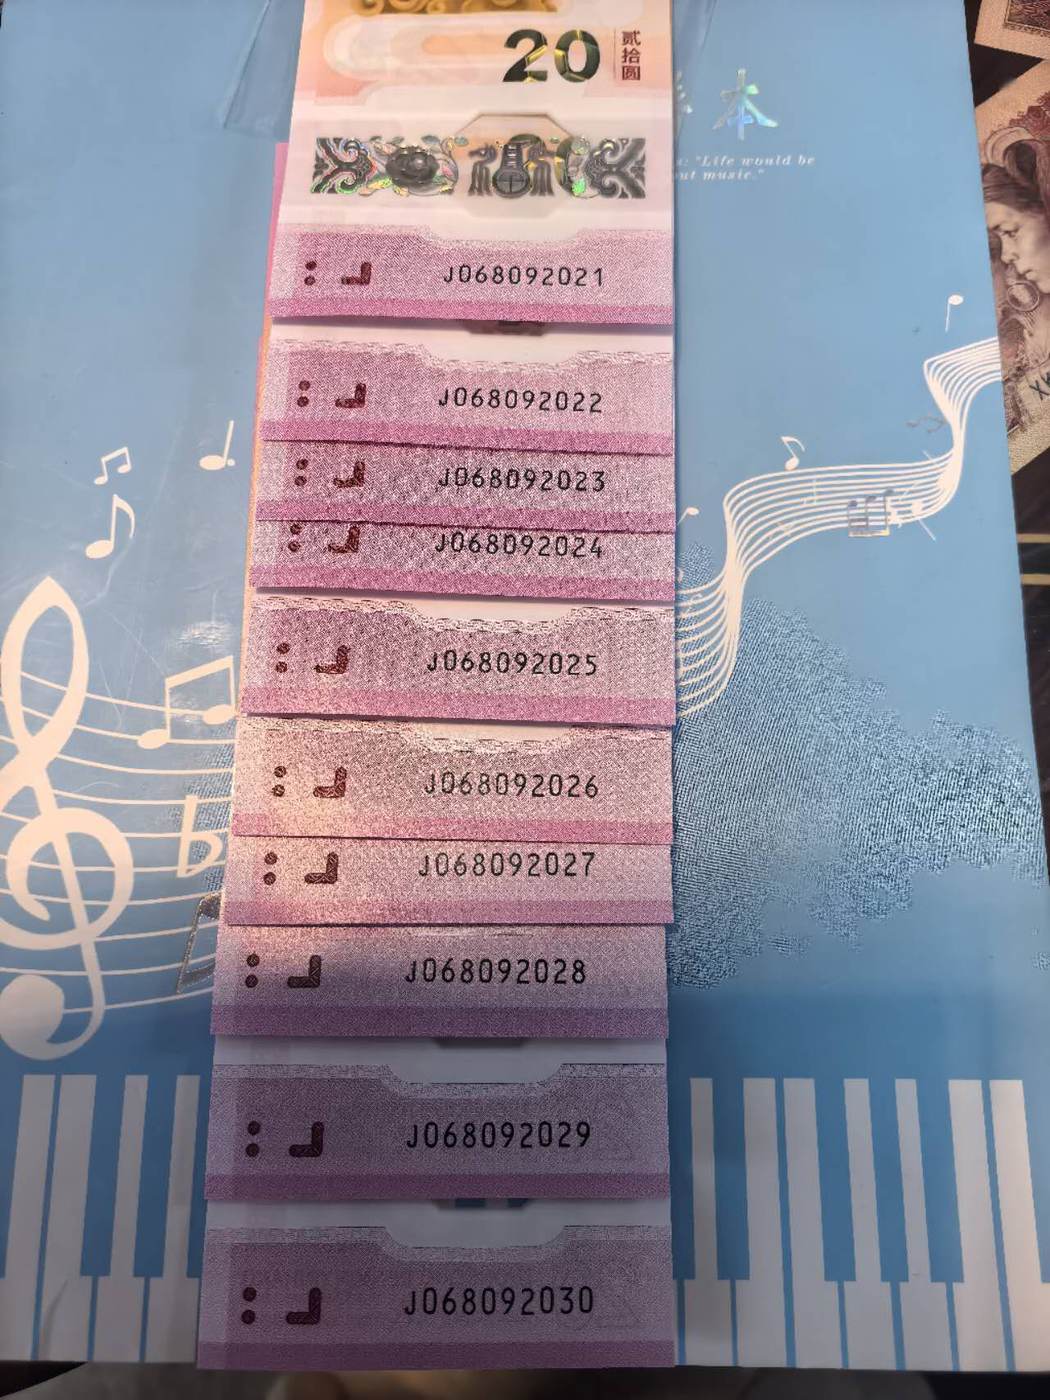 20
贰拾圆
本
: "Life would be
out music."
J068092021
J068092022
J068092023
J068092024
J068092025
J068092026
J068092027
J068092028
J068092029
J068092030